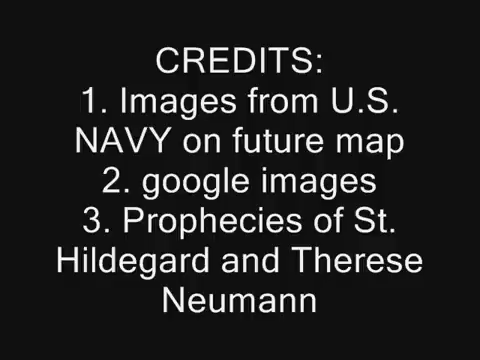 CREDITS:
1. Images from U.S.
NAVY on future map
2. google images
3. Prophecies of St.
Hildegard and Therese
Neumann